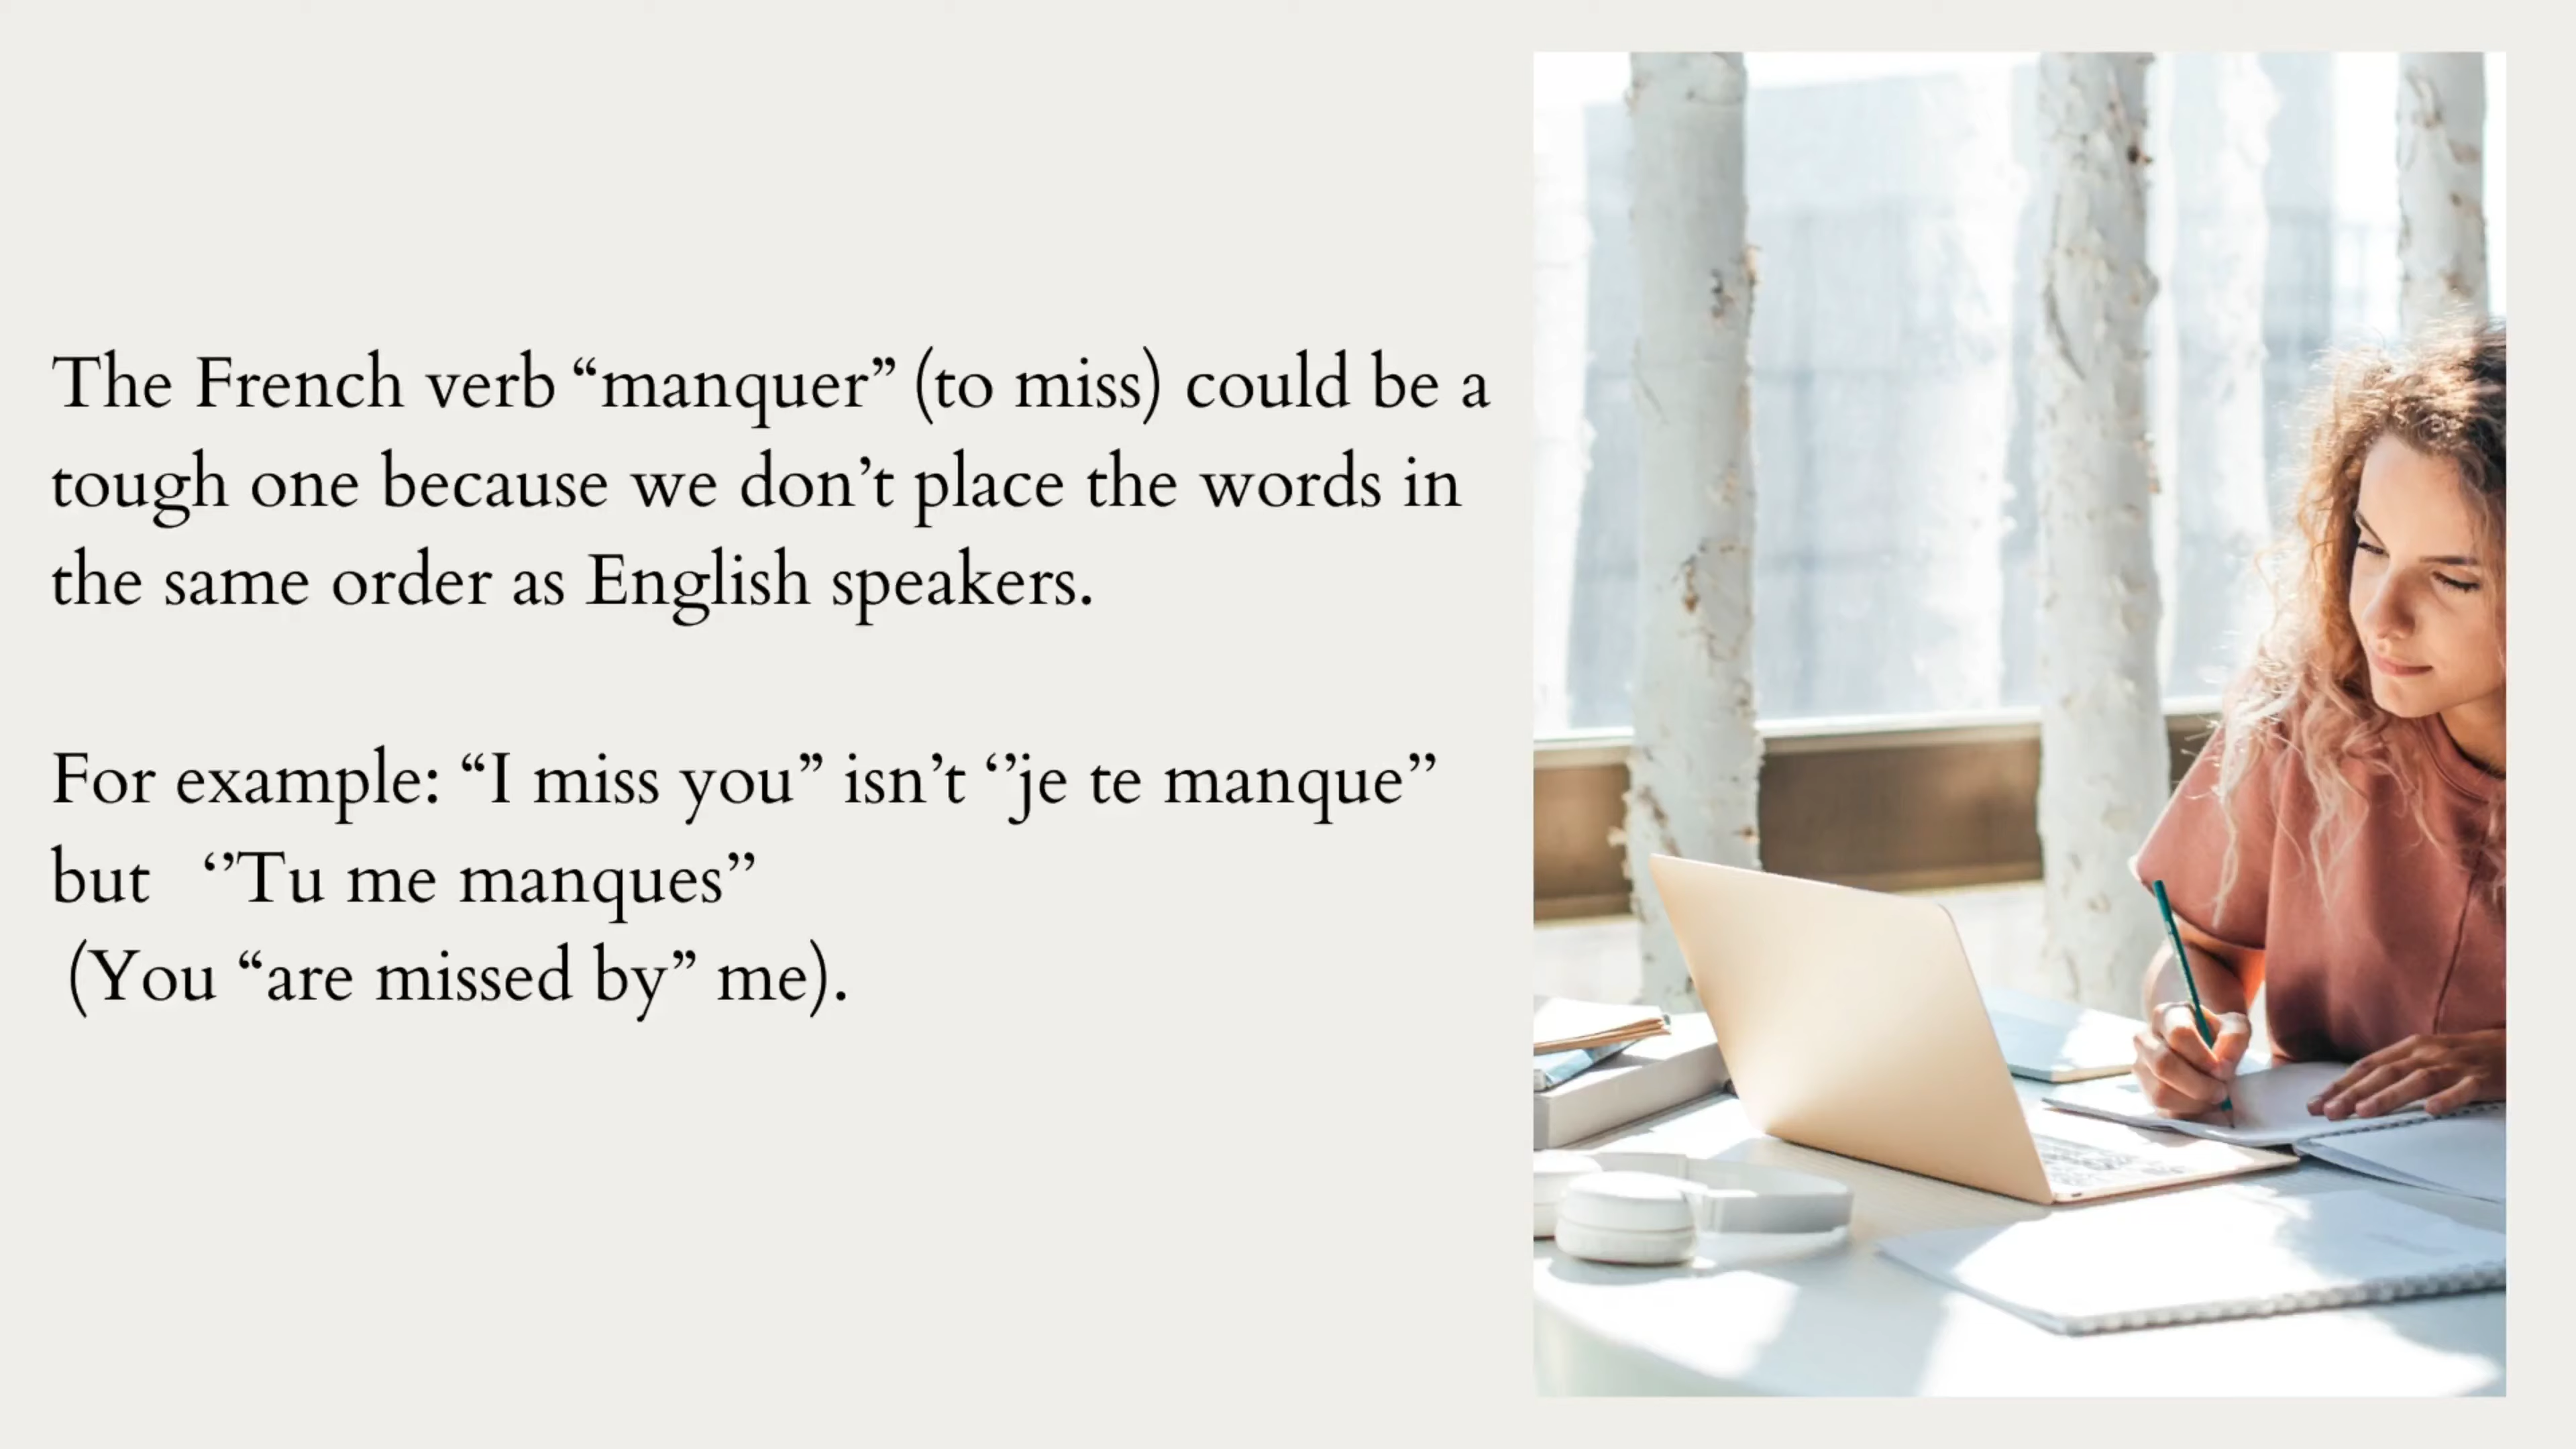 The French verb “manquer” (to miss) could be a
tough one because we don’t place the words in
the same order as English speakers.
For example: “I miss you” isn’t ‘’je te manque’’
but ‘’Tu me manques’’
(You “are missed by” me).